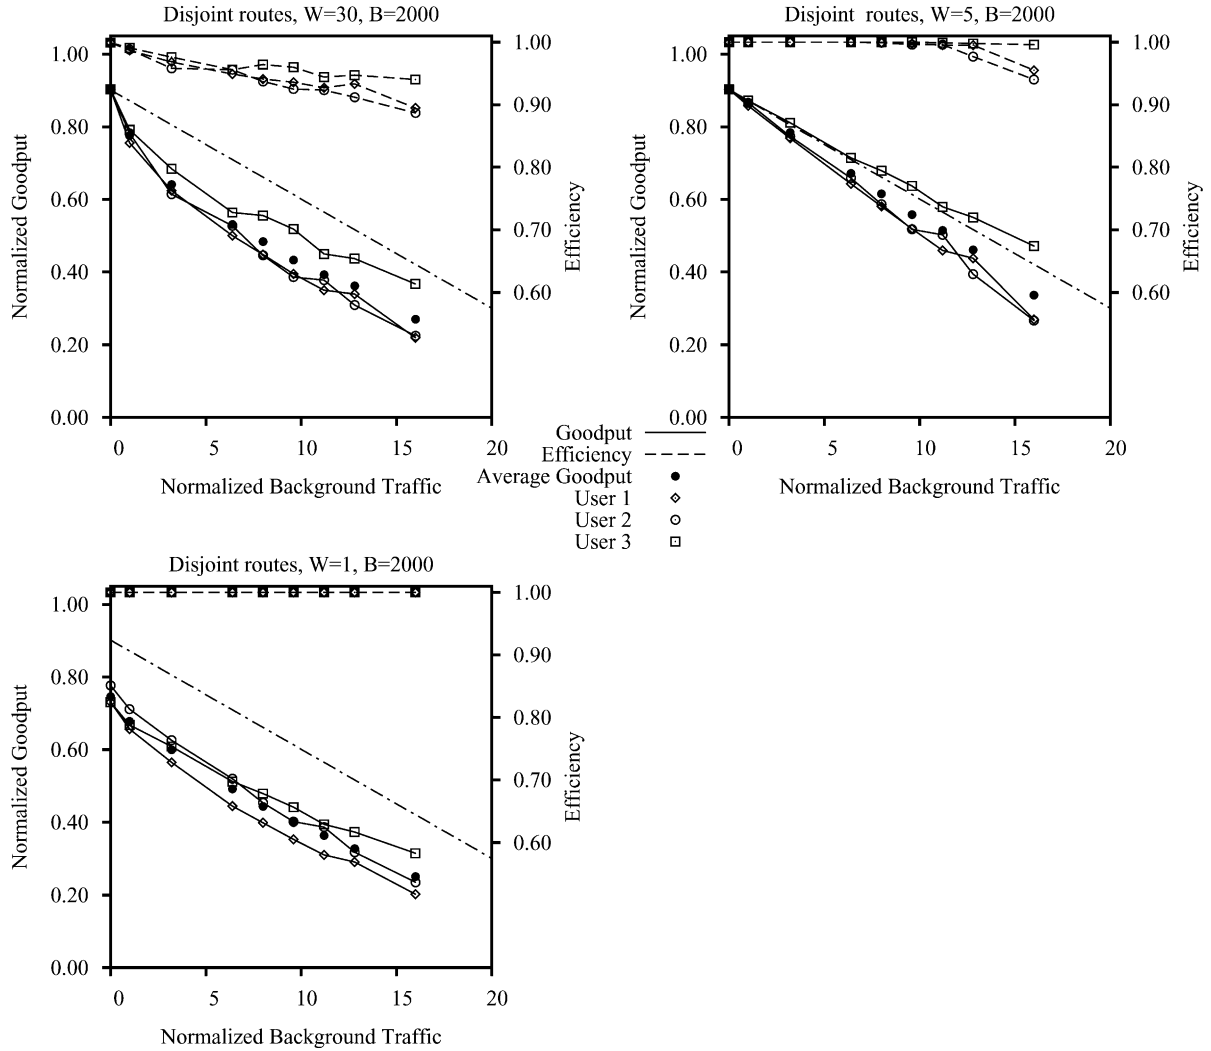 Disjoint routes, W=30, B=2000
1.00
0.80
0.60
0.40
0.20
0.00
Normalized Goodput
1.00
0.90
0.80
0.70
0.60
Efficiency
0 5 10 15 20
Normalized Background Traffic
Disjoint routes, W=5, B=2000
1.00
0.80
0.60
0.40
0.20
0.00
Normalized Goodput
1.00
0.90
0.80
0.70
0.60
Efficiency
0 5 10 15 20
Normalized Background Traffic
Goodput
Efficiency
Average Goodput
User 1
User 2
User 3
Disjoint routes, W=1, B=2000
1.00
0.80
0.60
0.40
0.20
0.00
Normalized Goodput
1.00
0.90
0.80
0.70
0.60
Efficiency
0 5 10 15 20
Normalized Background Traffic